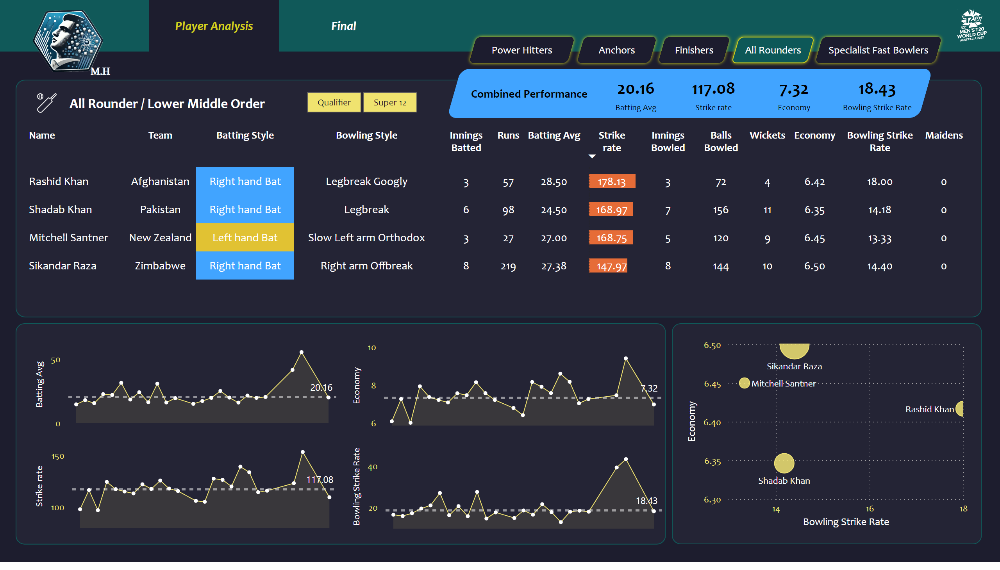 Player Analysis
Final
ICC
MEN'S T20
WORLD CUP
AUSTRALIA 2022
Power Hitters
Anchors
Finishers
All Rounders
Specialist Fast Bowlers
M.H
All Rounder / Lower Middle Order
Qualifier
Super 12
Combined Performance
20.16 117.08 7.32 18.43
Batting Avg Strike rate Economy Bowling Strike Rate
Name Team Batting Style Bowling Style Innings Batted Runs Batting Avg Strike rate Innings Bowled Balls Bowled Wickets Economy Bowling Strike Rate Maidens
Rashid Khan Afghanistan Right hand Bat Legbreak Googly 3 57 28.50 178.13 3 72 4 6.42 18.00 0
Shadab Khan Pakistan Right hand Bat Legbreak 6 98 24.50 168.97 7 156 11 6.35 14.18 0
Mitchell Santner New Zealand Left hand Bat Slow Left arm Orthodox 3 27 27.00 168.75 5 120 9 6.45 13.33 0
Sikandar Raza Zimbabwe Right hand Bat Right arm Offbreak 8 219 27.38 147.97 8 144 10 6.50 14.40 0
Batting Avg
50
0
20.16
Economy
10
8
6
7.32
Strike rate
150
100
117.08
Bowling Strike Rate
40
20
18.43
Economy
6.50
6.45
6.40
6.35
6.30
Sikandar Raza
Mitchell Santner
Rashid Khan
Shadab Khan
14 16 18
Bowling Strike Rate